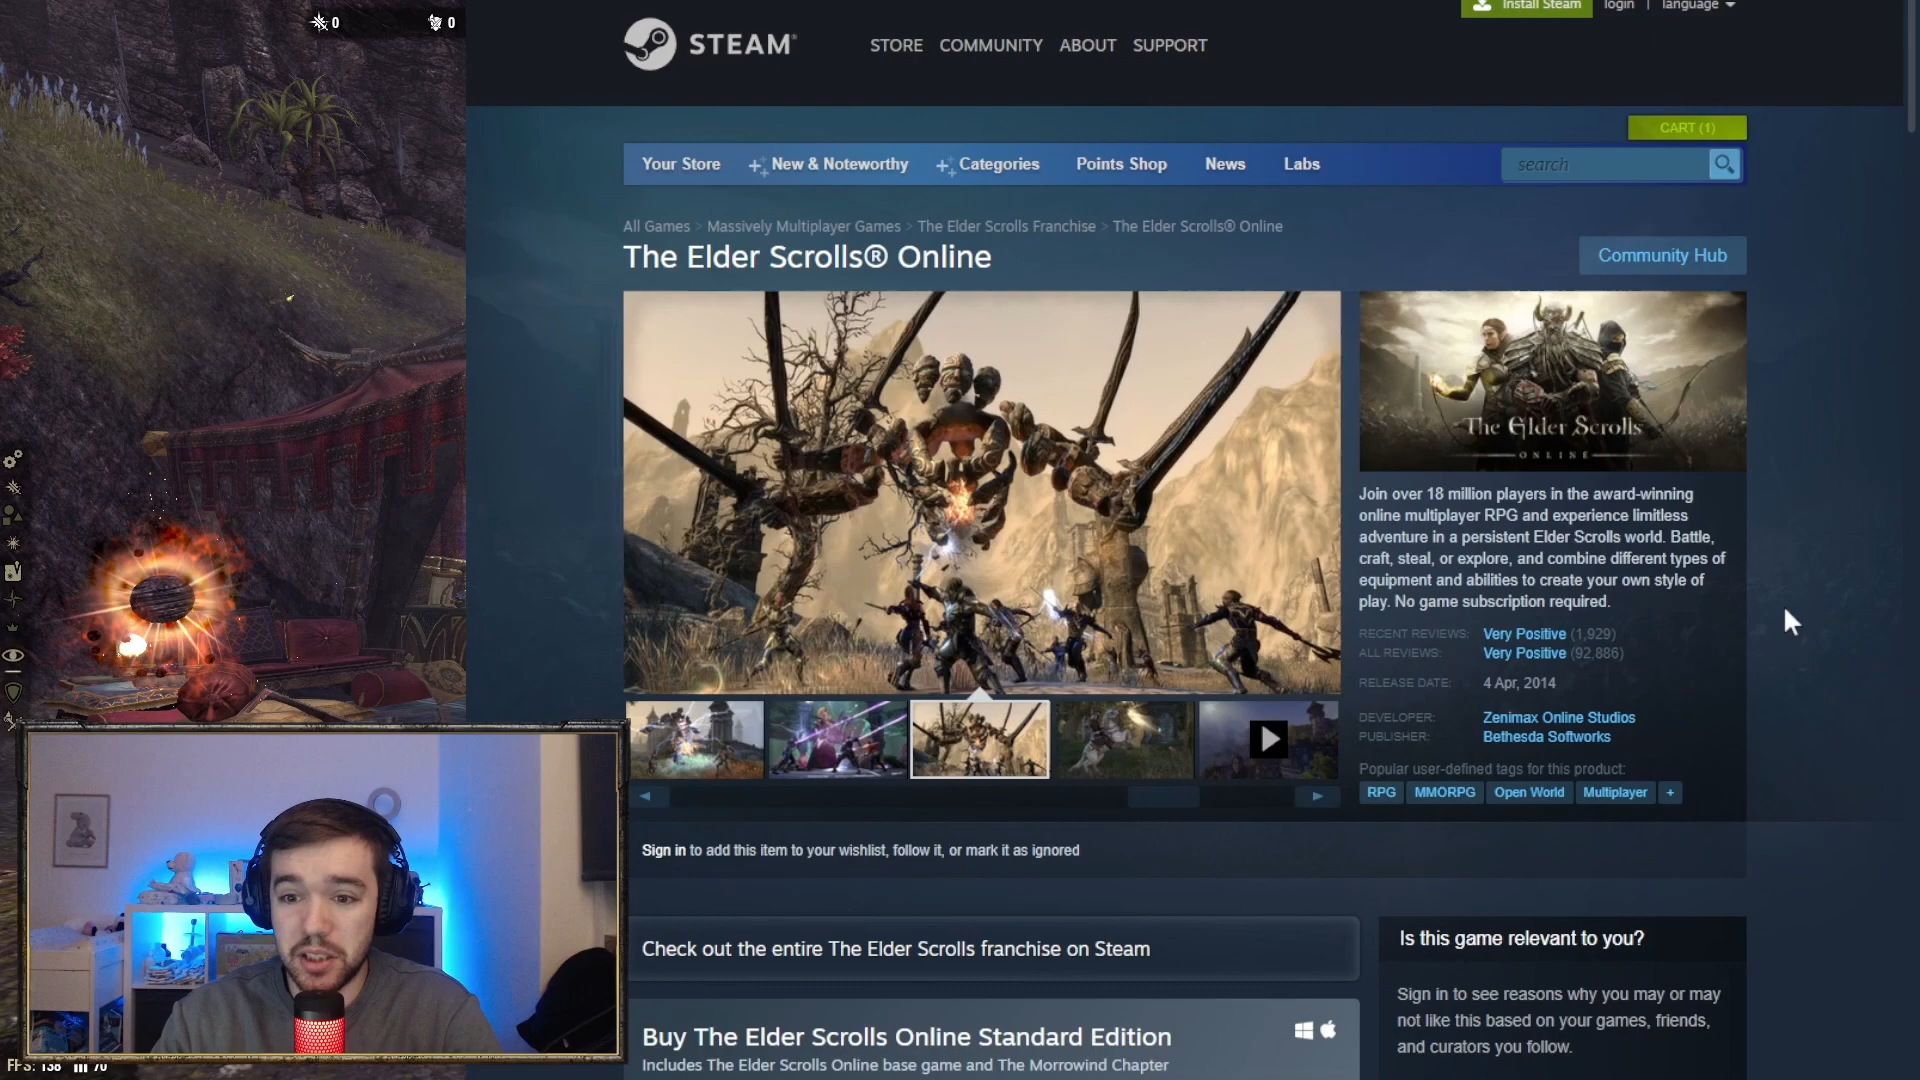 0
0
Install Steam
login | language
STEAM®
STORE COMMUNITY ABOUT SUPPORT
CART (1)
Your Store
New & Noteworthy
Categories
Points Shop
News
Labs
search
All Games > Massively Multiplayer Games > The Elder Scrolls Franchise > The Elder Scrolls® Online
The Elder Scrolls® Online
Community Hub
The Elder Scrolls
ONLINE
Join over 18 million players in the award-winning
online multiplayer RPG and experience limitless
adventure in a persistent Elder Scrolls world. Battle,
craft, steal, or explore, and combine different types of
equipment and abilities to create your own style of
play. No game subscription required.
RECENT REVIEWS: Very Positive (1,929)
ALL REVIEWS: Very Positive (92,886)
RELEASE DATE: 4 Apr, 2014
DEVELOPER: Zenimax Online Studios
PUBLISHER: Bethesda Softworks
Popular user-defined tags for this product:
RPG MMORPG Open World Multiplayer +
Sign in to add this item to your wishlist, follow it, or mark it as ignored
Check out the entire The Elder Scrolls franchise on Steam
Is this game relevant to you?
Sign in to see reasons why you may or may
not like this based on your games, friends,
and curators you follow.
Buy The Elder Scrolls Online Standard Edition
Includes The Elder Scrolls Online base game and The Morrowind Chapter
FPS: 138 70